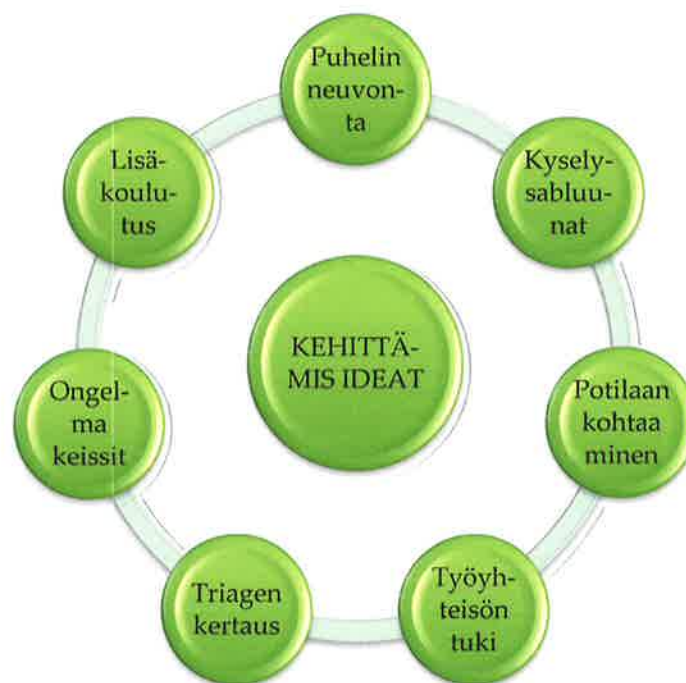 Puhelin
neuvon-
ta
Kysely-
sabluu-
nat
Potilaan
kohtaa
minen
Työyh-
teisön
tuki
Triagen
kertaus
Ongel-
ma
keissit
Lisä-
koulu-
tus
KEHITTÄ-
MIS IDEAT